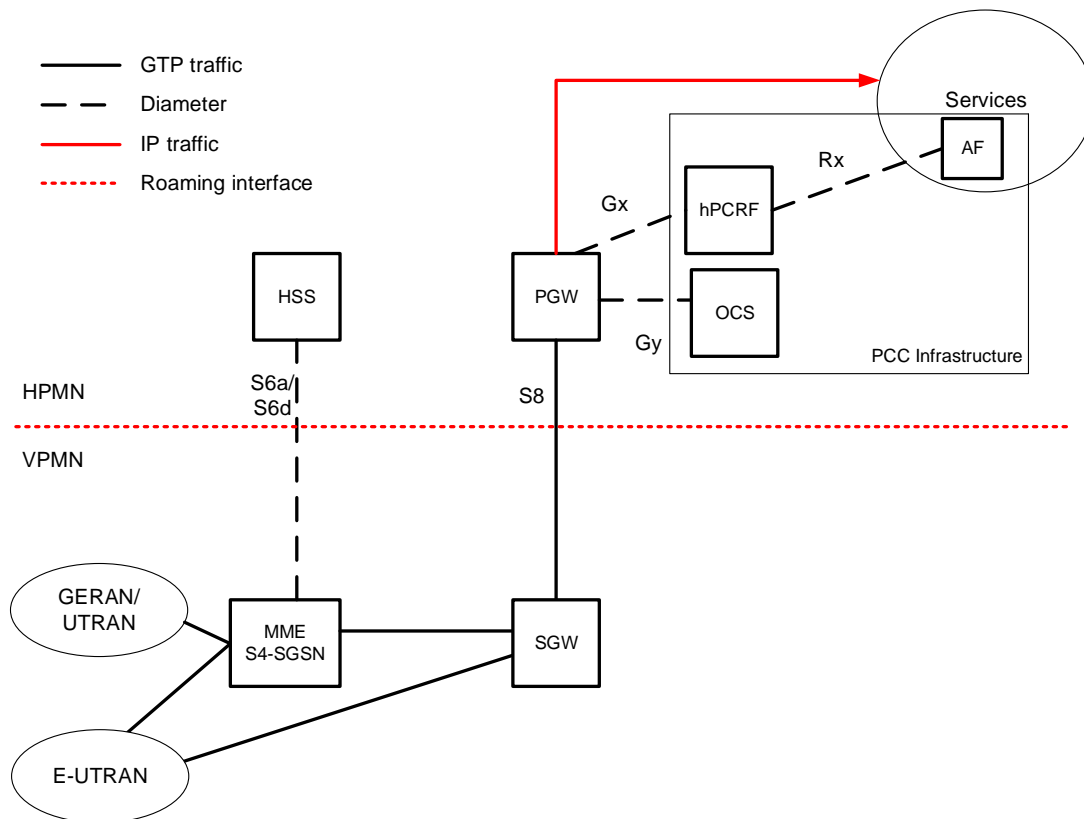 GTP traffic
Diameter
IP traffic
Roaming interface
Services
AF
Rx
hPCRF
Gx
HSS
PGW
OCS
Gy
PCC Infrastructure
HPMN
S6a/
S6d
S8
VPMN
GERAN/
UTRAN
MME
S4-SGSN
SGW
E-UTRAN